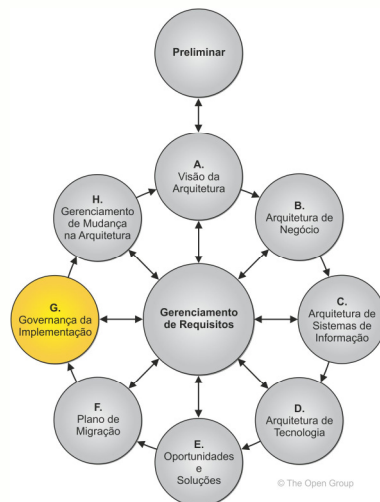 Preliminar
A.
Visão da
Arquitetura
H.
Gerenciamento
de Mudança
na Arquitetura
B.
Arquitetura de
Negócio
G.
Governança da
Implementação
Gerenciamento
de Requisitos
C.
Arquitetura de
Sistemas de
Informação
F.
Plano de
Migração
D.
Arquitetura de
Tecnologia
E.
Oportunidades
e
Soluções
© The Open Group